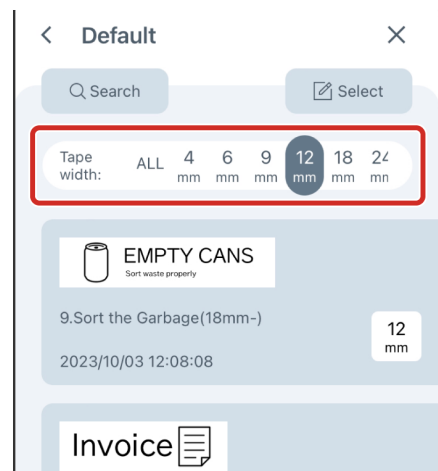 Default
Search
Select
Tape width:
ALL
4 mm
6 mm
9 mm
12 mm
18 mm
24
EMPTY CANS
Sort waste properly
9.Sort the Garbage(18mm-)
12 mm
2023/10/03 12:08:08
Invoice